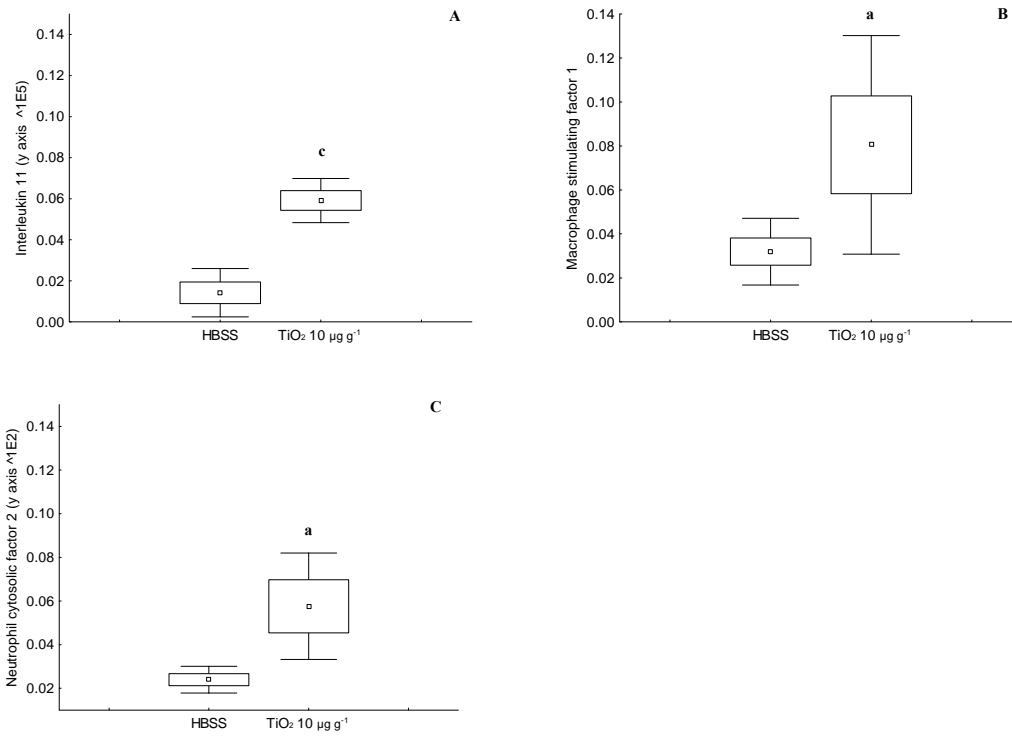 A
Interleukin 11 (y axis ^1E5)
0.14
0.12
0.10
0.08
0.06
0.04
0.02
0.00
c
HBSS
TiO₂ 10 µg g⁻¹
B
Macrophage stimulating factor 1
0.14
0.12
0.10
0.08
0.06
0.04
0.02
0.00
a
HBSS
TiO₂ 10 µg g⁻¹
C
Neutrophil cytosolic factor 2 (y axis ^1E2)
0.14
0.12
0.10
0.08
0.06
0.04
0.02
a
HBSS
TiO₂ 10 µg g⁻¹